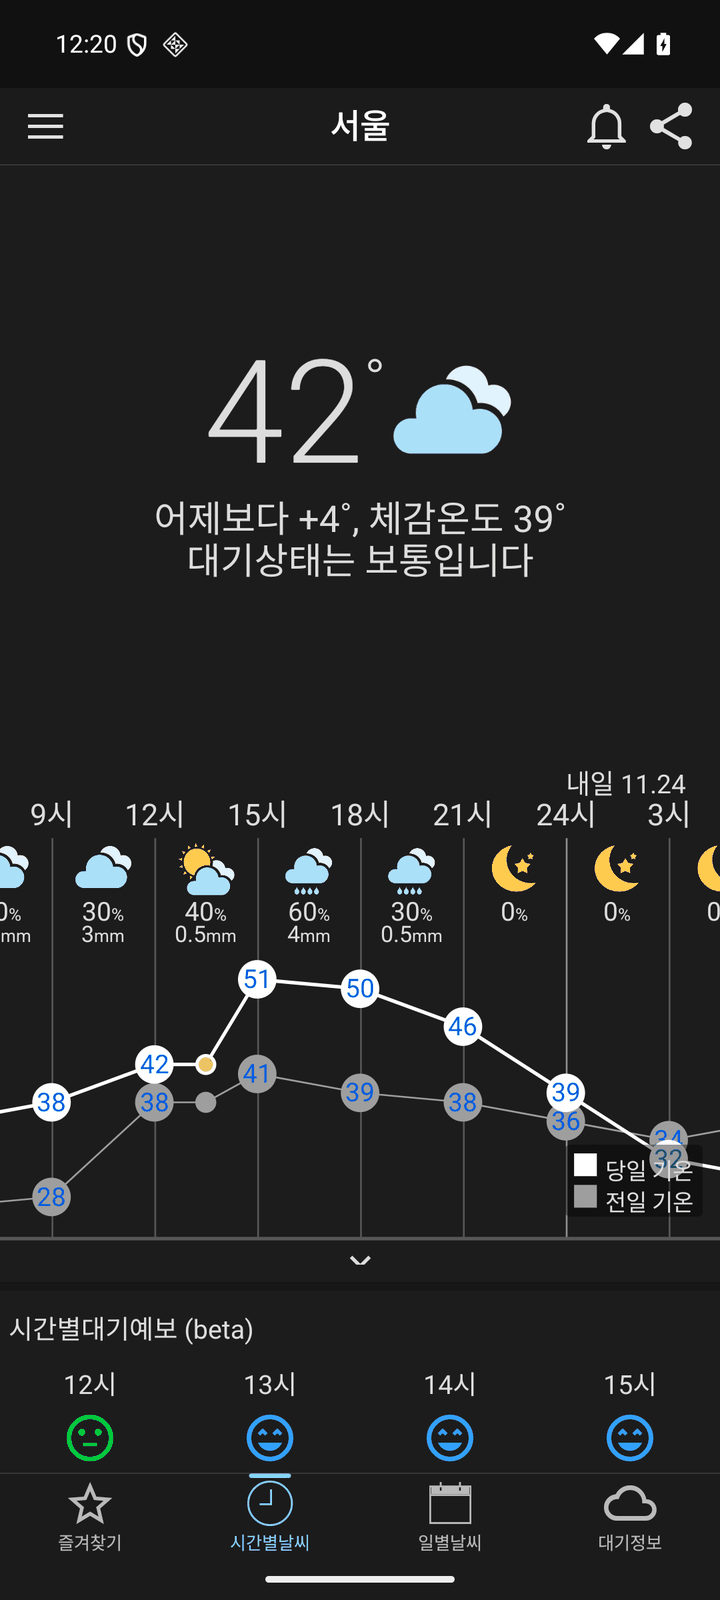 12:20
서울
42°
어제보다 +4°, 체감온도 39°
대기상태는 보통입니다
내일 11.24
9시 12시 15시 18시 21시 24시 3시
0% 30% 40% 60% 30% 0% 0% 0
mm 3mm 0.5mm 4mm 0.5mm
51
50
46
42
41
38 38 39 38 39
36
34
32
28
당일 기온
전일 기온
시간별대기예보 (beta)
12시 13시 14시 15시
즐겨찾기 시간별날씨 일별날씨 대기정보